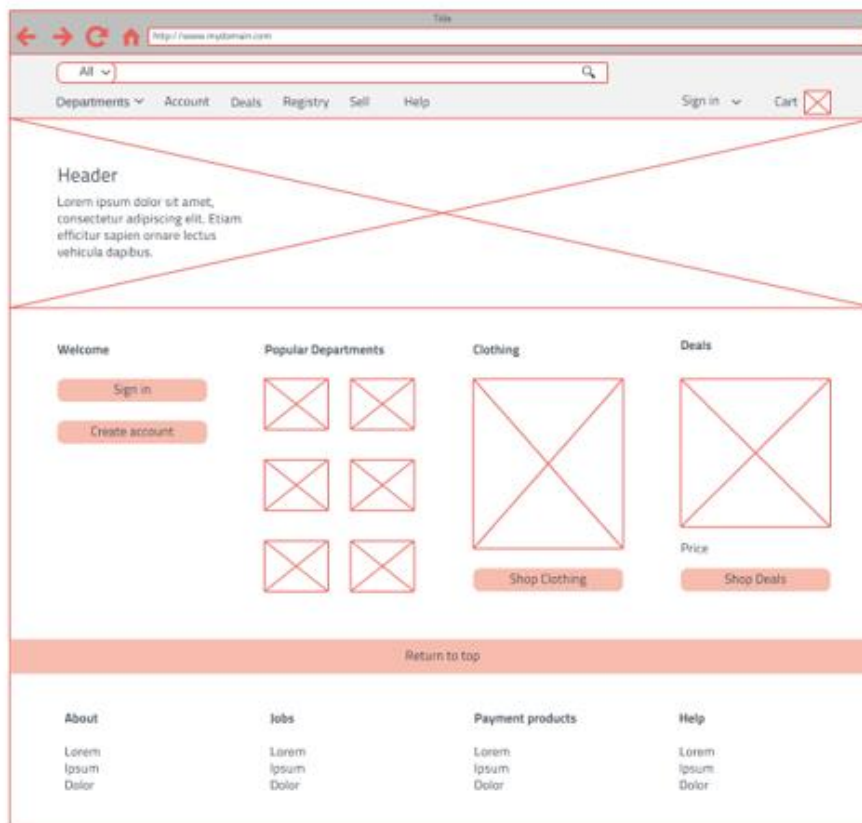 Title
http://www.mydomain.com
All
Departments Account Deals Registry Sell Help Sign in Cart
Header
Lorem ipsum dolor sit amet,
consectetur adipiscing elit. Etiam
efficitur sapien ornare lectus
vehicula dapibus.
Welcome
Sign in
Create account
Popular Departments
Clothing
Shop Clothing
Deals
Price
Shop Deals
Return to top
About
Lorem
Ipsum
Dolor
Jobs
Lorem
Ipsum
Dolor
Payment products
Lorem
Ipsum
Dolor
Help
Lorem
Ipsum
Dolor